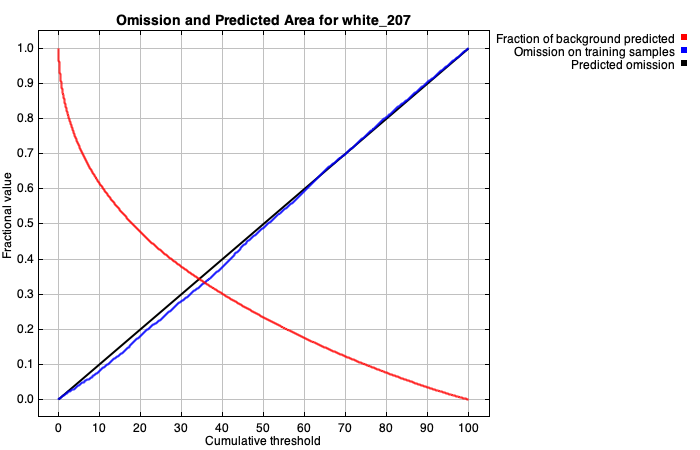 Omission and Predicted Area for white_207
Fraction of background predicted
Omission on training samples
Predicted omission
Fractional value
1.0
0.9
0.8
0.7
0.6
0.5
0.4
0.3
0.2
0.1
0.0
0 10 20 30 40 50 60 70 80 90 100
Cumulative threshold